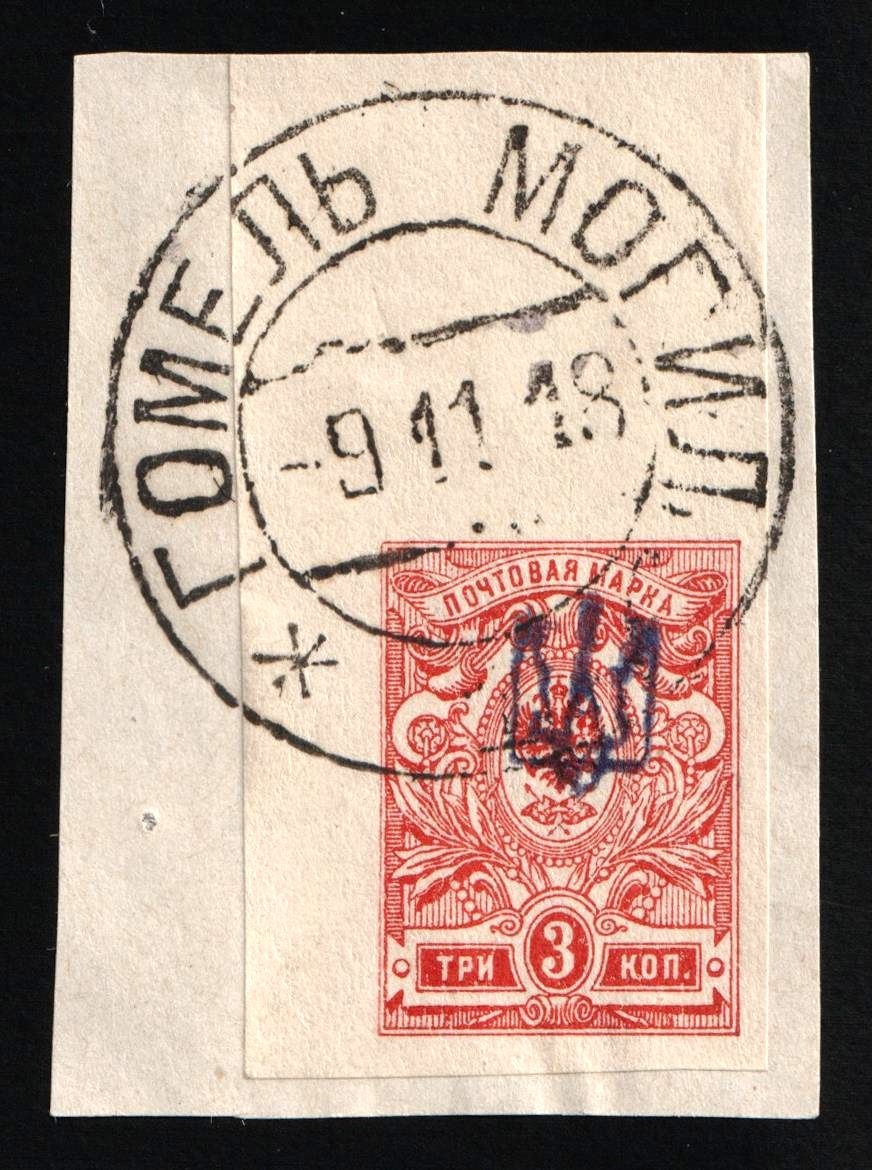 * ГОМЕЛЬ МОГИЛ.
-9 11 18
ПОЧТОВАЯ МАРКА
ТРИ 3 КОП.